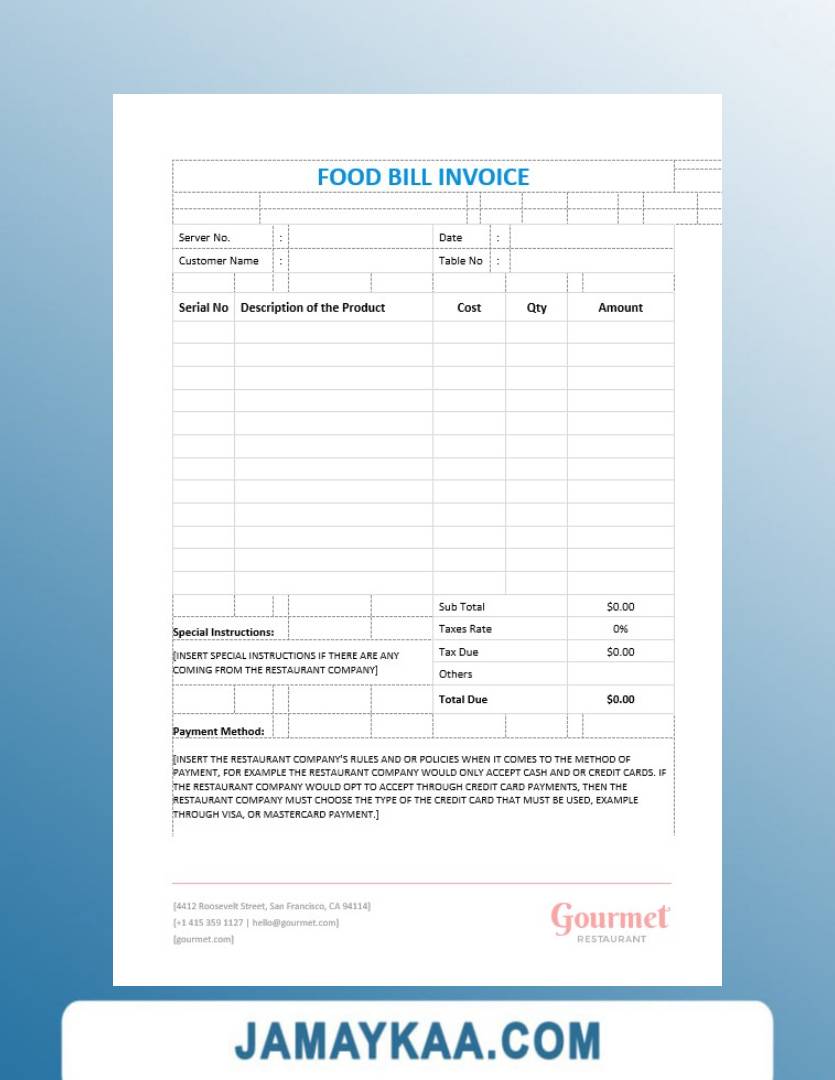 FOOD BILL INVOICE
Server No. : Date :
Customer Name : Table No :
Serial No Description of the Product Cost Qty Amount
Sub Total $0.00
Special Instructions: Taxes Rate 0%
[INSERT SPECIAL INSTRUCTIONS IF THERE ARE ANY
COMING FROM THE RESTAURANT COMPANY]
Tax Due $0.00
Others
Total Due $0.00
Payment Method:
[INSERT THE RESTAURANT COMPANY'S RULES AND OR POLICIES WHEN IT COMES TO THE METHOD OF
PAYMENT, FOR EXAMPLE THE RESTAURANT COMPANY WOULD ONLY ACCEPT CASH AND OR CREDIT CARDS. IF
THE RESTAURANT COMPANY WOULD OPT TO ACCEPT THROUGH CREDIT CARD PAYMENTS, THEN THE
RESTAURANT COMPANY MUST CHOOSE THE TYPE OF THE CREDIT CARD THAT MUST BE USED, EXAMPLE
THROUGH VISA, OR MASTERCARD PAYMENT.]
[4412 Roosevelt Street, San Francisco, CA 94114]
[+1 415 359 1127 | hello@gourmet.com]
[gourmet.com]
Gourmet
RESTAURANT
JAMAYKAA.COM